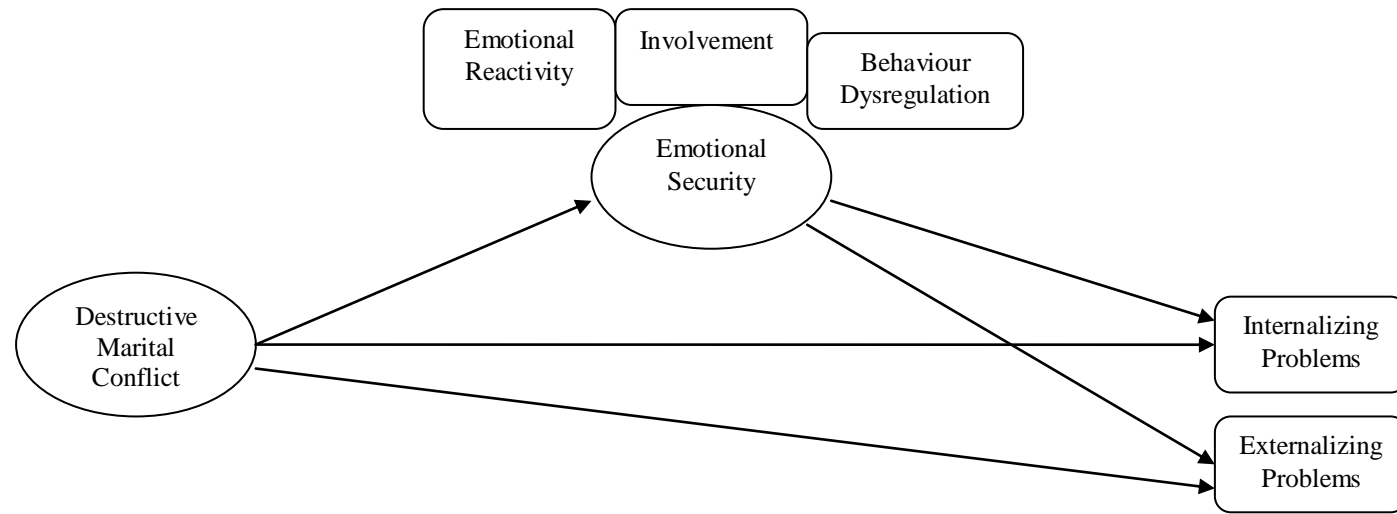 Emotional
Reactivity
Involvement
Behaviour
Dysregulation
Emotional
Security
Destructive
Marital
Conflict
Internalizing
Problems
Externalizing
Problems